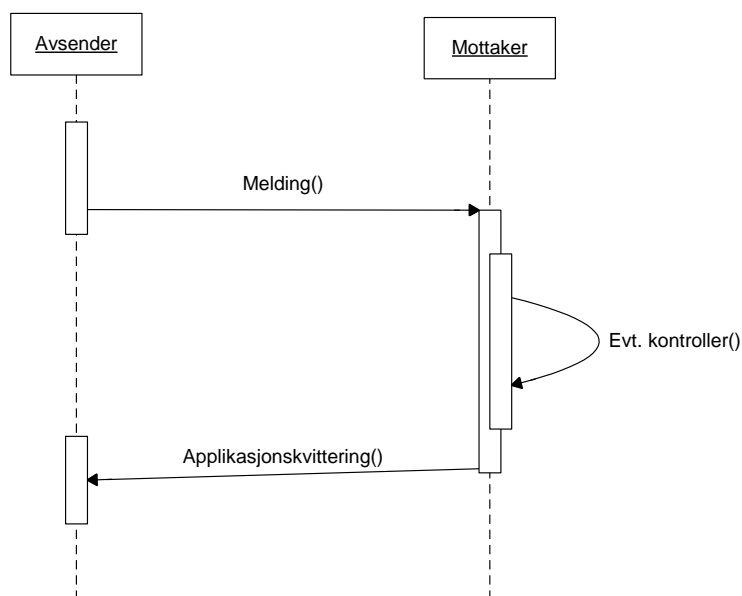 Avsender
Mottaker
Melding()
Evt. kontroller()
Applikasjonskvittering()